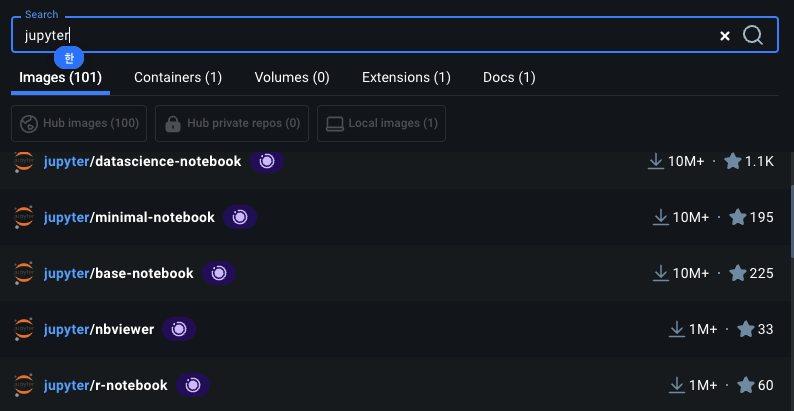 Search
jupyter
한
Images (101) Containers (1) Volumes (0) Extensions (1) Docs (1)
Hub images (100) Hub private repos (0) Local images (1)
jupyter/datascience-notebook 10M+ · 1.1K
jupyter/minimal-notebook 10M+ · 195
jupyter/base-notebook 10M+ · 225
jupyter/nbviewer 1M+ · 33
jupyter/r-notebook 1M+ · 60